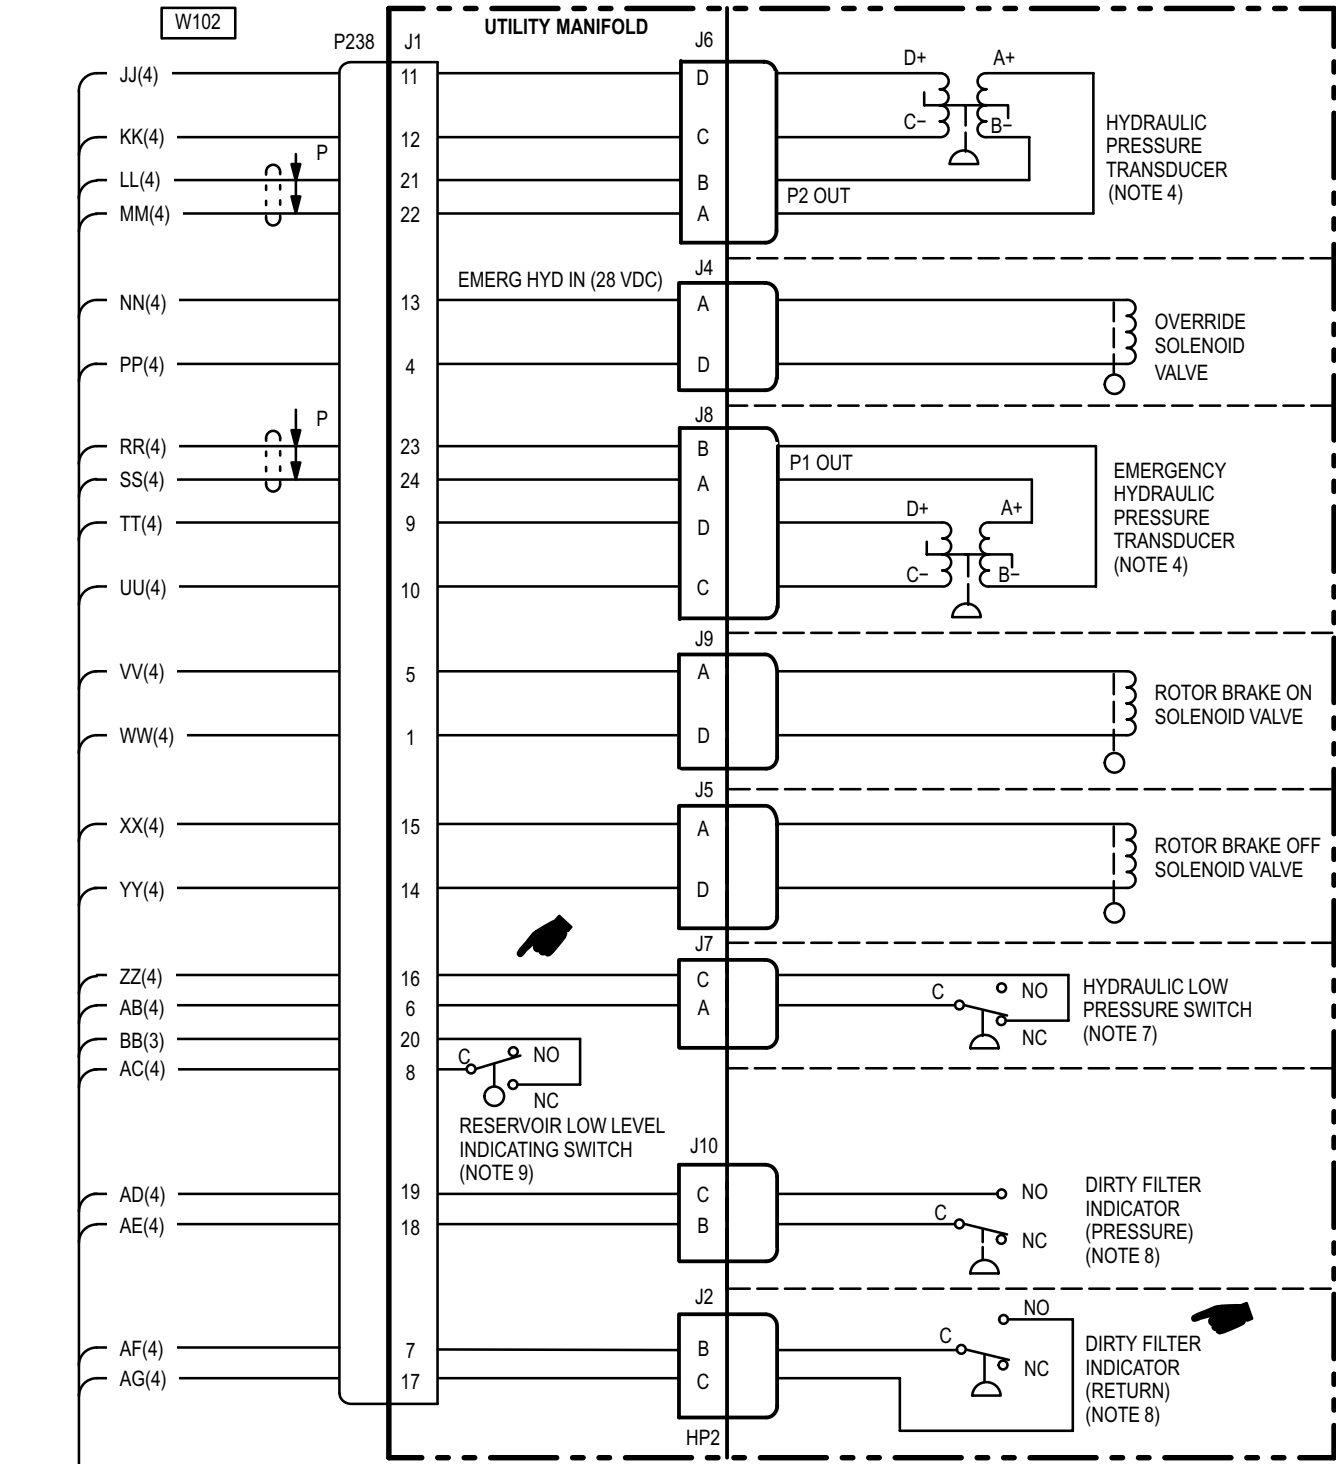 W102
UTILITY MANIFOLD
P238
J1
J6
JJ(4)
11
D
D+
A+
KK(4)
12
C
C−
B−
HYDRAULIC
PRESSURE
TRANSDUCER
(NOTE 4)
P
LL(4)
21
B
MM(4)
22
A
P2 OUT
J4
EMERG HYD IN (28 VDC)
NN(4)
13
A
PP(4)
4
D
OVERRIDE
SOLENOID
VALVE
J8
P
RR(4)
23
B
P1 OUT
SS(4)
24
A
TT(4)
9
D
D+
A+
UU(4)
10
C
C−
B−
EMERGENCY
HYDRAULIC
PRESSURE
TRANSDUCER
(NOTE 4)
J9
VV(4)
5
A
WW(4)
1
D
ROTOR BRAKE ON
SOLENOID VALVE
J5
XX(4)
15
A
YY(4)
14
D
ROTOR BRAKE OFF
SOLENOID VALVE
J7
ZZ(4)
16
C
AB(4)
6
A
C
NO
NC
HYDRAULIC LOW
PRESSURE SWITCH
(NOTE 7)
BB(3)
20
AC(4)
8
C
NO
NC
RESERVOIR LOW LEVEL
INDICATING SWITCH
(NOTE 9)
J10
AD(4)
19
C
NO
AE(4)
18
B
C
NC
DIRTY FILTER
INDICATOR
(PRESSURE)
(NOTE 8)
J2
NO
AF(4)
7
B
C
NC
AG(4)
17
C
DIRTY FILTER
INDICATOR
(RETURN)
(NOTE 8)
HP2